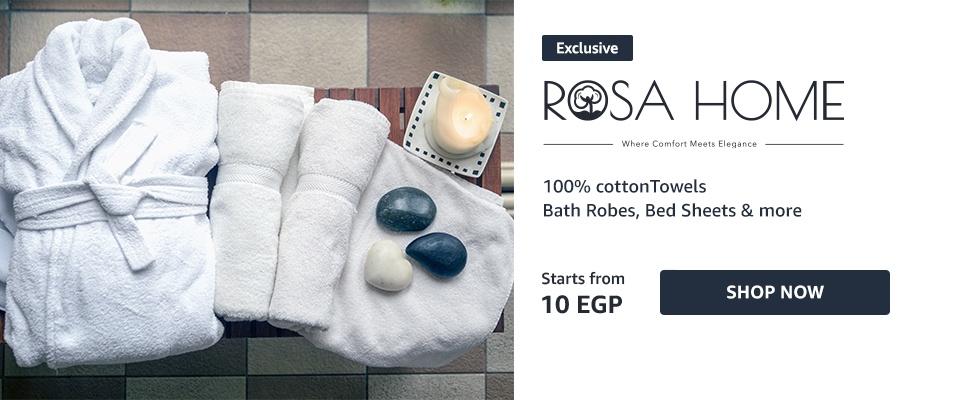 Exclusive
ROSA HOME
Where Comfort Meets Elegance
100% cottonTowels
Bath Robes, Bed Sheets & more
Starts from
10 EGP
SHOP NOW